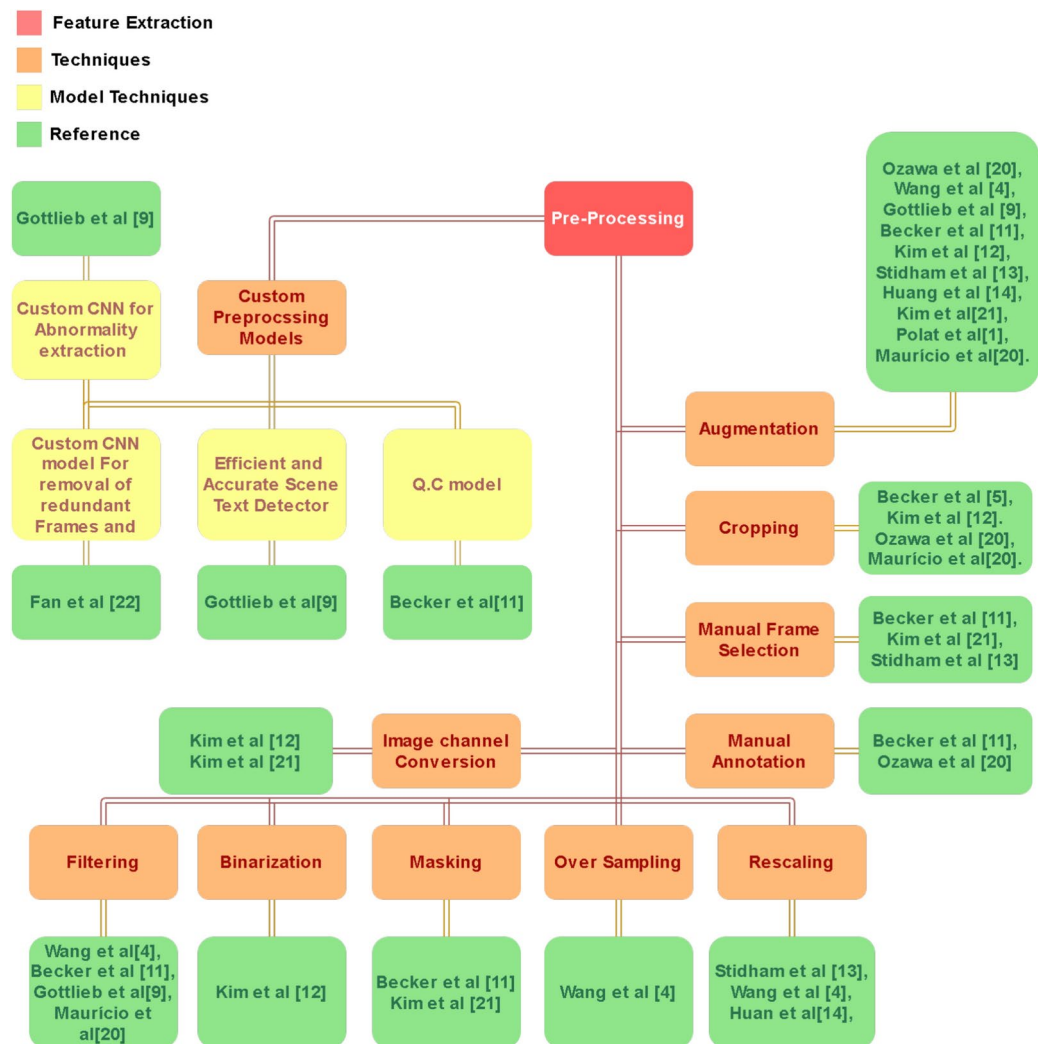 Feature Extraction
Techniques
Model Techniques
Reference
Gottlieb et al [9]
Pre-Processing
Ozawa et al [20],
Wang et al [4],
Gottlieb et al [9],
Becker et al [11],
Kim et al [12],
Stidham et al [13],
Huang et al [14],
Kim et al[21],
Polat et al[1],
Maurício et al[20].
Custom CNN for
Abnormality
extraction
Custom
Preprocssing
Models
Augmentation
Custom CNN
model For
removal of
redundant
Frames and
Efficient and
Accurate Scene
Text Detector
Q.C model
Cropping
Becker et al [5],
Kim et al [12].
Ozawa et al [20],
Maurício et al[20].
Fan et al [22]
Gottlieb et al[9]
Becker et al[11]
Manual Frame
Selection
Becker et al [11],
Kim et al [21],
Stidham et al [13]
Kim et al [12]
Kim et al [21]
Image channel
Conversion
Manual
Annotation
Becker et al [11],
Ozawa et al [20]
Filtering
Binarization
Masking
Over Sampling
Rescaling
Wang et al[4],
Becker et al [11],
Gottlieb et al[9],
Maurício et
al[20]
Kim et al [12]
Becker et al [11]
Kim et al [21]
Wang et al [4]
Stidham et al [13],
Wang et al [4],
Huan et al[14],